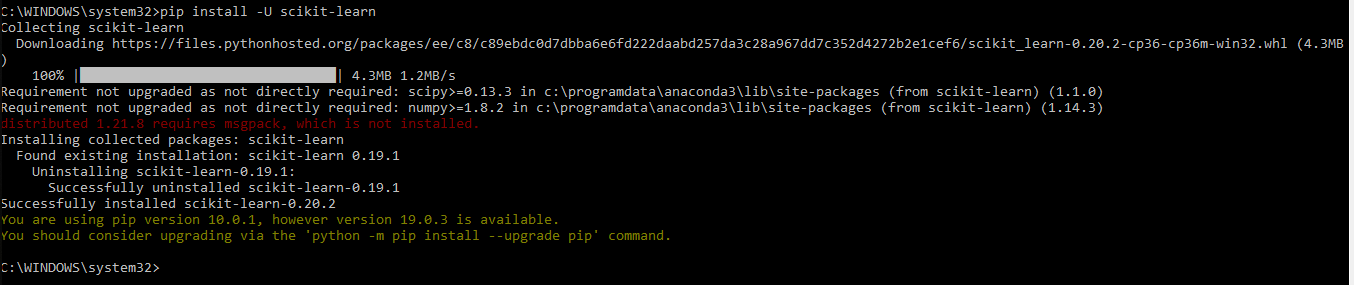 C:\WINDOWS\system32>pip install -U scikit-learn
Collecting scikit-learn
  Downloading https://files.pythonhosted.org/packages/ee/c8/c89ebdc0d7dbba6e6fd222daabd257da3c28a967dd7c352d4272b2e1cef6/scikit_learn-0.20.2-cp36-cp36m-win32.whl (4.3MB
)
    100% |████████████████████████████████| 4.3MB 1.2MB/s
Requirement not upgraded as not directly required: scipy>=0.13.3 in c:\programdata\anaconda3\lib\site-packages (from scikit-learn) (1.1.0)
Requirement not upgraded as not directly required: numpy>=1.8.2 in c:\programdata\anaconda3\lib\site-packages (from scikit-learn) (1.14.3)
distributed 1.21.8 requires msgpack, which is not installed.
Installing collected packages: scikit-learn
  Found existing installation: scikit-learn 0.19.1
    Uninstalling scikit-learn-0.19.1:
      Successfully uninstalled scikit-learn-0.19.1
Successfully installed scikit-learn-0.20.2
You are using pip version 10.0.1, however version 19.0.3 is available.
You should consider upgrading via the 'python -m pip install --upgrade pip' command.
C:\WINDOWS\system32>